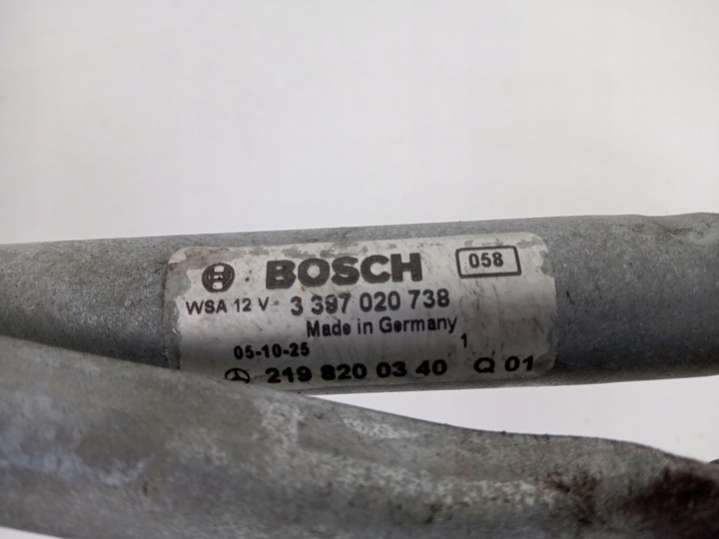 BOSCH 058
WSA 12 V 3 397 020 738
Made in Germany
05-10-25 1
219 820 03 40 Q 01